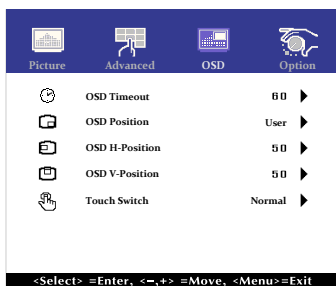 Picture Advanced OSD Option
OSD Timeout 60
OSD Position User
OSD H-Position 50
OSD V-Position 50
Touch Switch Normal
<Select> =Enter, <−,+> =Move, <Menu>=Exit